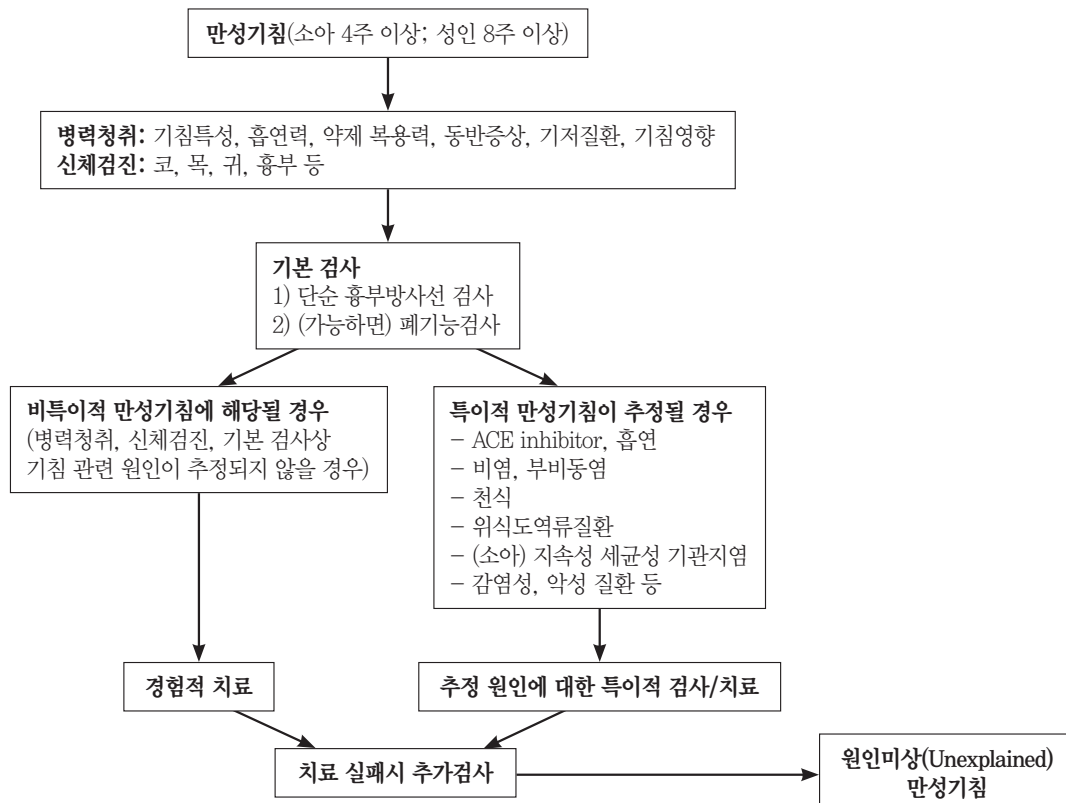 만성기침(소아 4주 이상; 성인 8주 이상)
병력청취: 기침특성, 흡연력, 약제 복용력, 동반증상, 기저질환, 기침영향
신체검진: 코, 목, 귀, 흉부 등
기본 검사
1) 단순 흉부방사선 검사
2) (가능하면) 폐기능검사
비특이적 만성기침에 해당될 경우
(병력청취, 신체검진, 기본 검사상
기침 관련 원인이 추정되지 않을 경우)
특이적 만성기침이 추정될 경우
– ACE inhibitor, 흡연
– 비염, 부비동염
– 천식
– 위식도역류질환
– (소아) 지속성 세균성 기관지염
– 감염성, 악성 질환 등
경험적 치료
추정 원인에 대한 특이적 검사/치료
치료 실패시 추가검사
원인미상(Unexplained)
만성기침